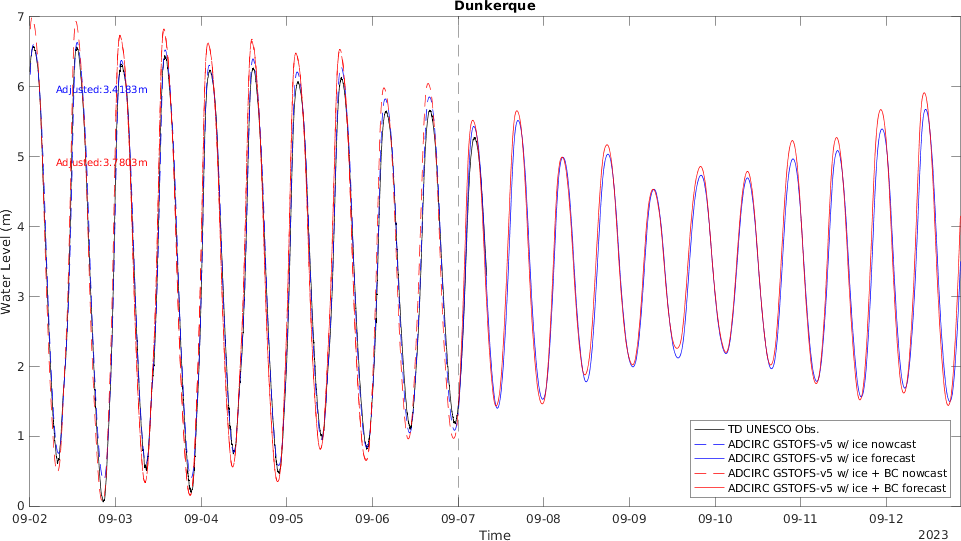 Dunkerque
7
6
5
4
3
2
1
0
Water Level (m)
Adjusted:3.4183m
Adjusted:3.7803m
TD UNESCO Obs.
ADCIRC GSTOFS-v5 w/ ice nowcast
ADCIRC GSTOFS-v5 w/ ice forecast
ADCIRC GSTOFS-v5 w/ ice + BC nowcast
ADCIRC GSTOFS-v5 w/ ice + BC forecast
09-02 09-03 09-04 09-05 09-06 09-07 09-08 09-09 09-10 09-11 09-12
Time
2023